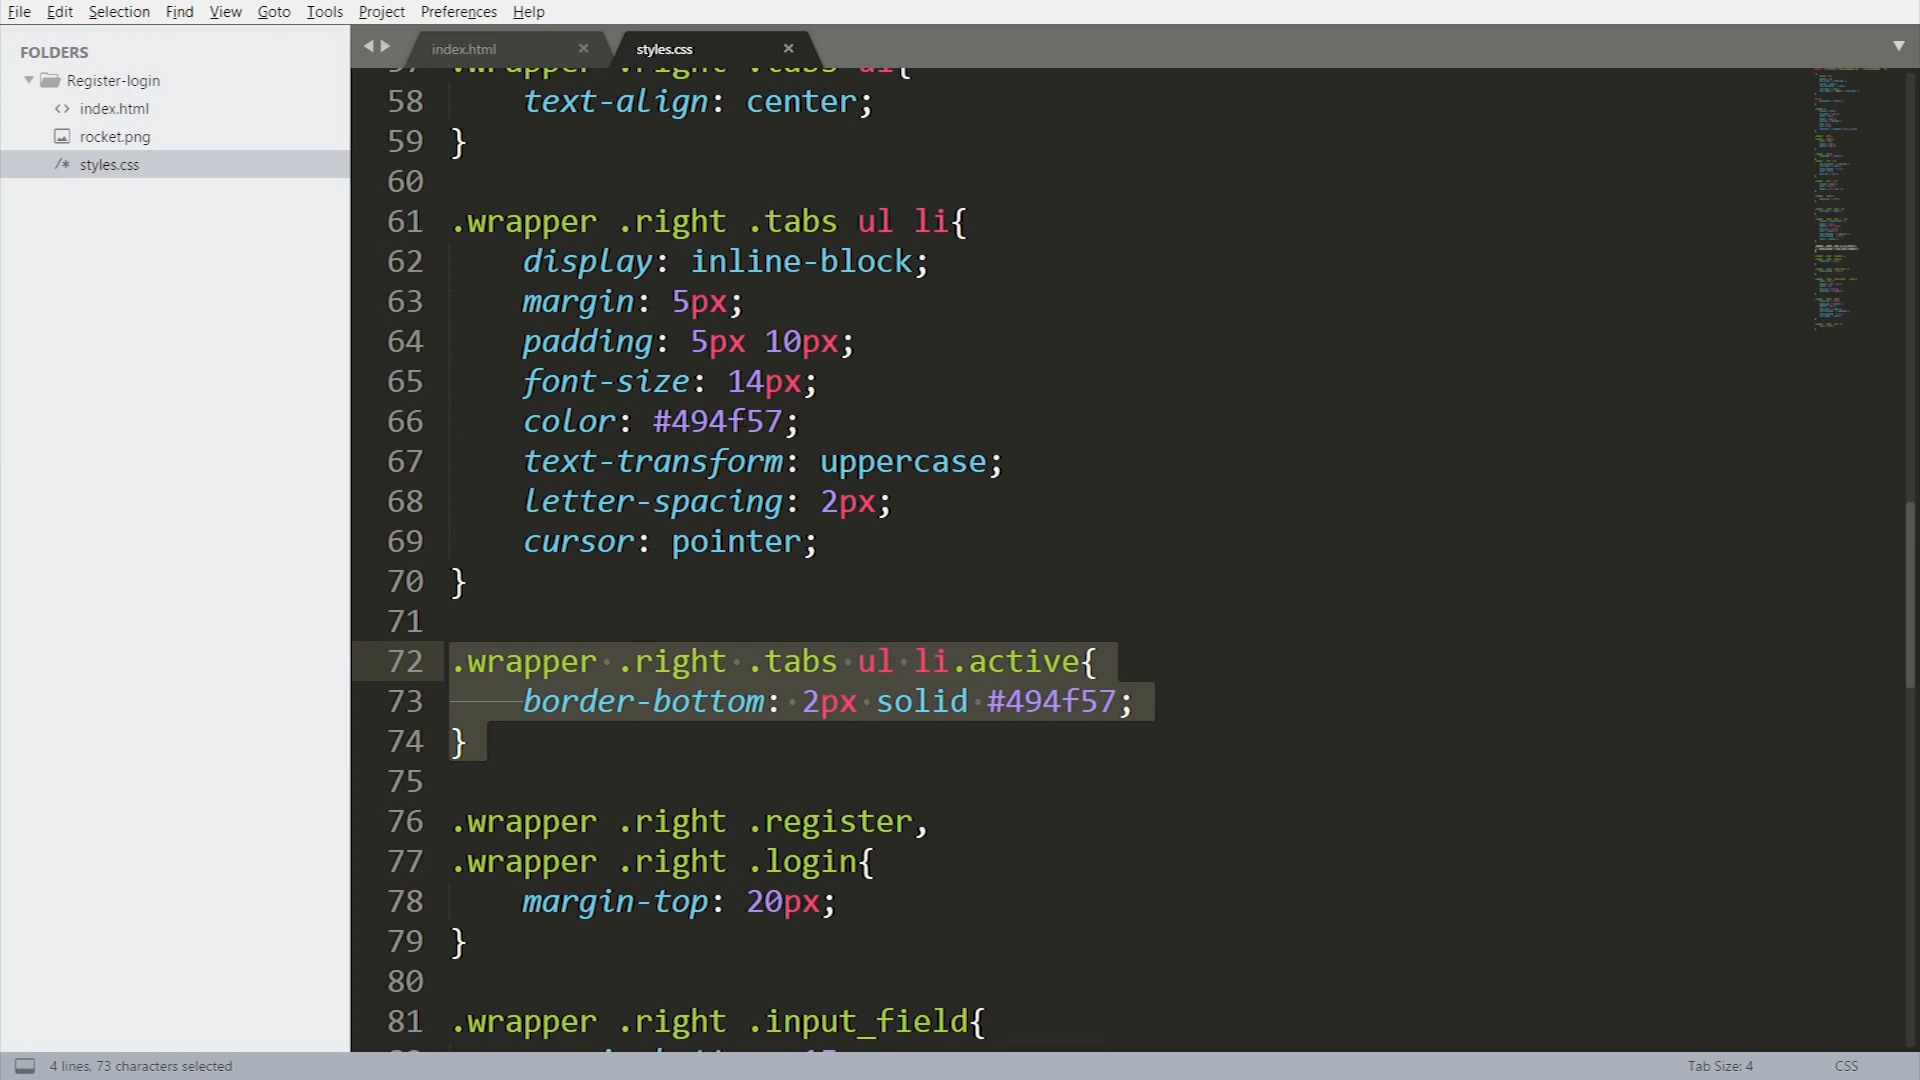 File Edit Selection Find View Goto Tools Project Preferences Help
FOLDERS
Register-login
<> index.html
rocket.png
/* styles.css
index.html × styles.css ×
57 .wrapper .right .tabs ul{
58 text-align: center;
59 }
60
61 .wrapper .right .tabs ul li{
62 display: inline-block;
63 margin: 5px;
64 padding: 5px 10px;
65 font-size: 14px;
66 color: #494f57;
67 text-transform: uppercase;
68 letter-spacing: 2px;
69 cursor: pointer;
70 }
71
72 .wrapper .right .tabs ul li.active{
73 border-bottom: 2px solid #494f57;
74 }
75
76 .wrapper .right .register,
77 .wrapper .right .login{
78 margin-top: 20px;
79 }
80
81 .wrapper .right .input_field{
4 lines, 73 characters selected
Tab Size: 4
CSS